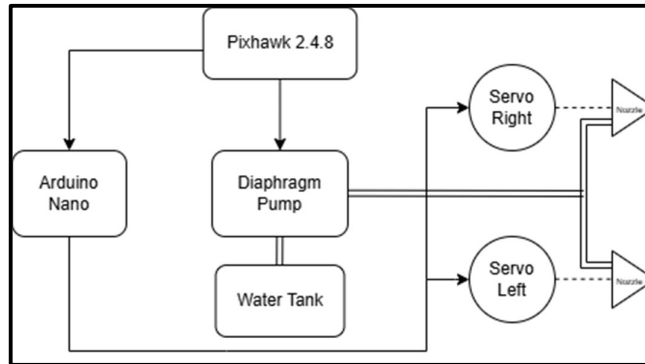 Pixhawk 2.4.8
Servo
Right
Nozzle
Arduino
Nano
Diaphragm
Pump
Servo
Left
Nozzle
Water Tank